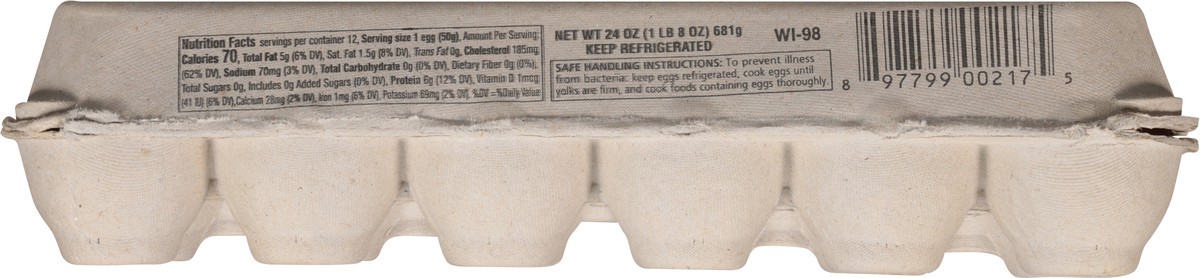 Nutrition Facts servings per container 12, Serving size 1 egg (50g), Amount Per Serving:
Calories 70, Total Fat 5g (6% DV), Sat. Fat 1.5g (8% DV), Trans Fat 0g, Cholesterol 185mg
(62% DV), Sodium 70mg (3% DV), Total Carbohydrate 0g (0% DV), Dietary Fiber 0g (0%),
Total Sugars 0g, Includes 0g Added Sugars (0% DV), Protein 6g (12% DV), Vitamin D 1mcg
(41 IU) (6% DV), Calcium 28mg (2% DV), Iron 1mg (6% DV), Potassium 69mg (2% DV). %DV = %Daily Value
NET WT 24 OZ (1 LB 8 OZ) 681g
KEEP REFRIGERATED
WI-98
SAFE HANDLING INSTRUCTIONS: To prevent illness
from bacteria: keep eggs refrigerated, cook eggs until
yolks are firm, and cook foods containing eggs thoroughly.
8 97799 00217 5